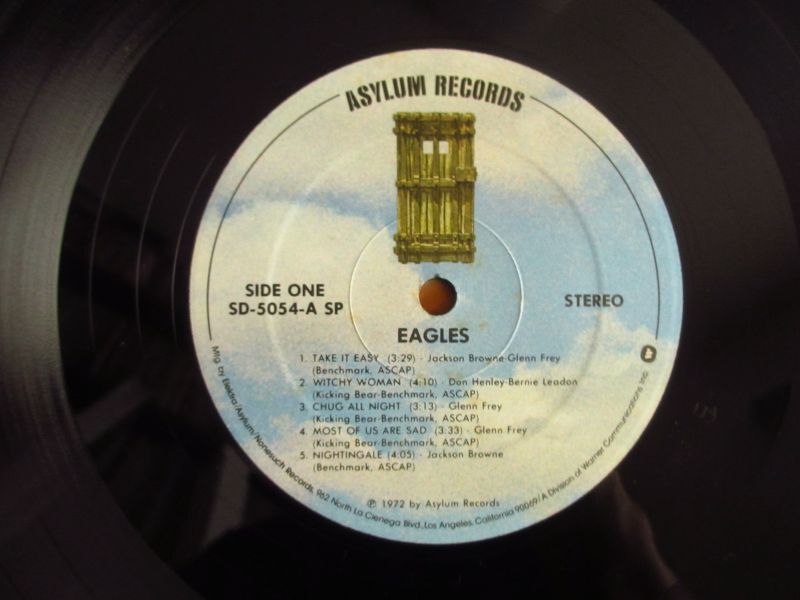 ASYLUM RECORDS
SIDE ONE
SD-5054-A SP
STEREO
EAGLES
1. TAKE IT EASY (3:29) - Jackson Browne-Glenn Frey
(Benchmark, ASCAP)
2. WITCHY WOMAN (4:10) - Don Henley-Bernie Leadon
(Kicking Bear-Benchmark, ASCAP)
3. CHUG ALL NIGHT (3:13) - Glenn Frey
(Kicking Bear-Benchmark, ASCAP)
4. MOST OF US ARE SAD (3:33) - Glenn Frey
(Kicking Bear-Benchmark, ASCAP)
5. NIGHTINGALE (4:05) - Jackson Browne
(Benchmark, ASCAP)
℗ 1972 by Asylum Records
Mfg. by Elektra/Asylum/Nonesuch Records, 962 North La Cienega Blvd., Los Angeles, California 90069/A Division of Warner Communications Inc.